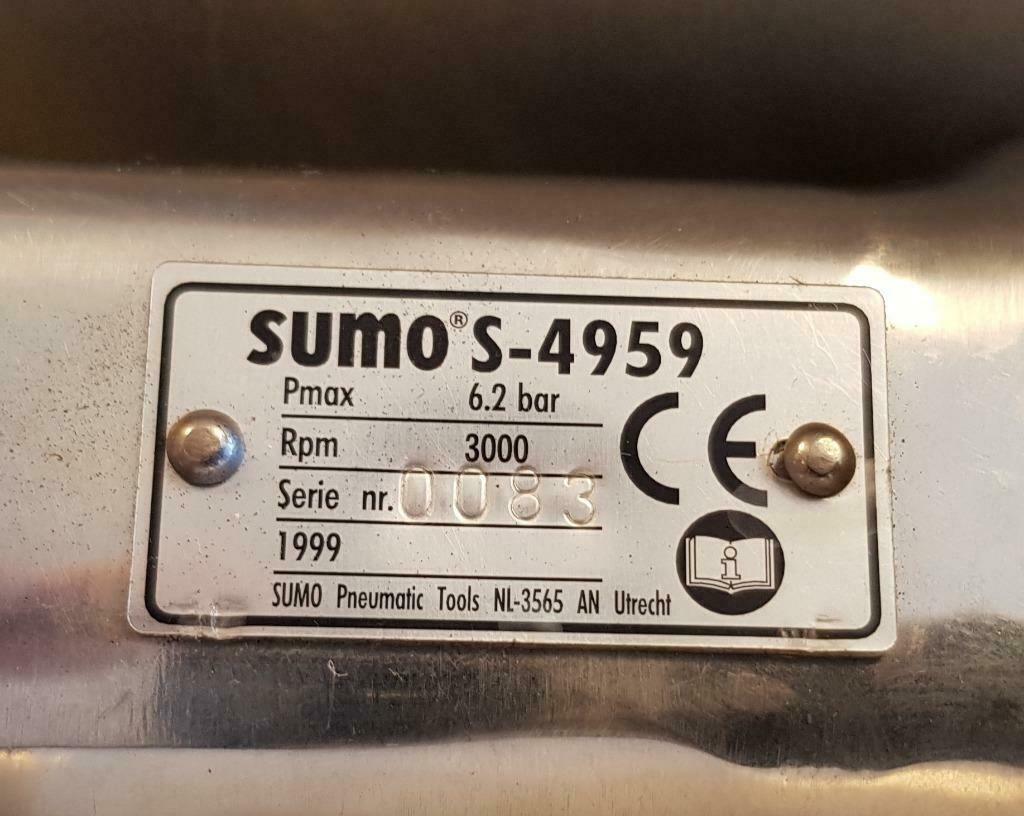 SUMO® S-4959
Pmax 6.2 bar
Rpm 3000
Serie nr. 0083
1999
SUMO Pneumatic Tools NL-3565 AN Utrecht
CE
i